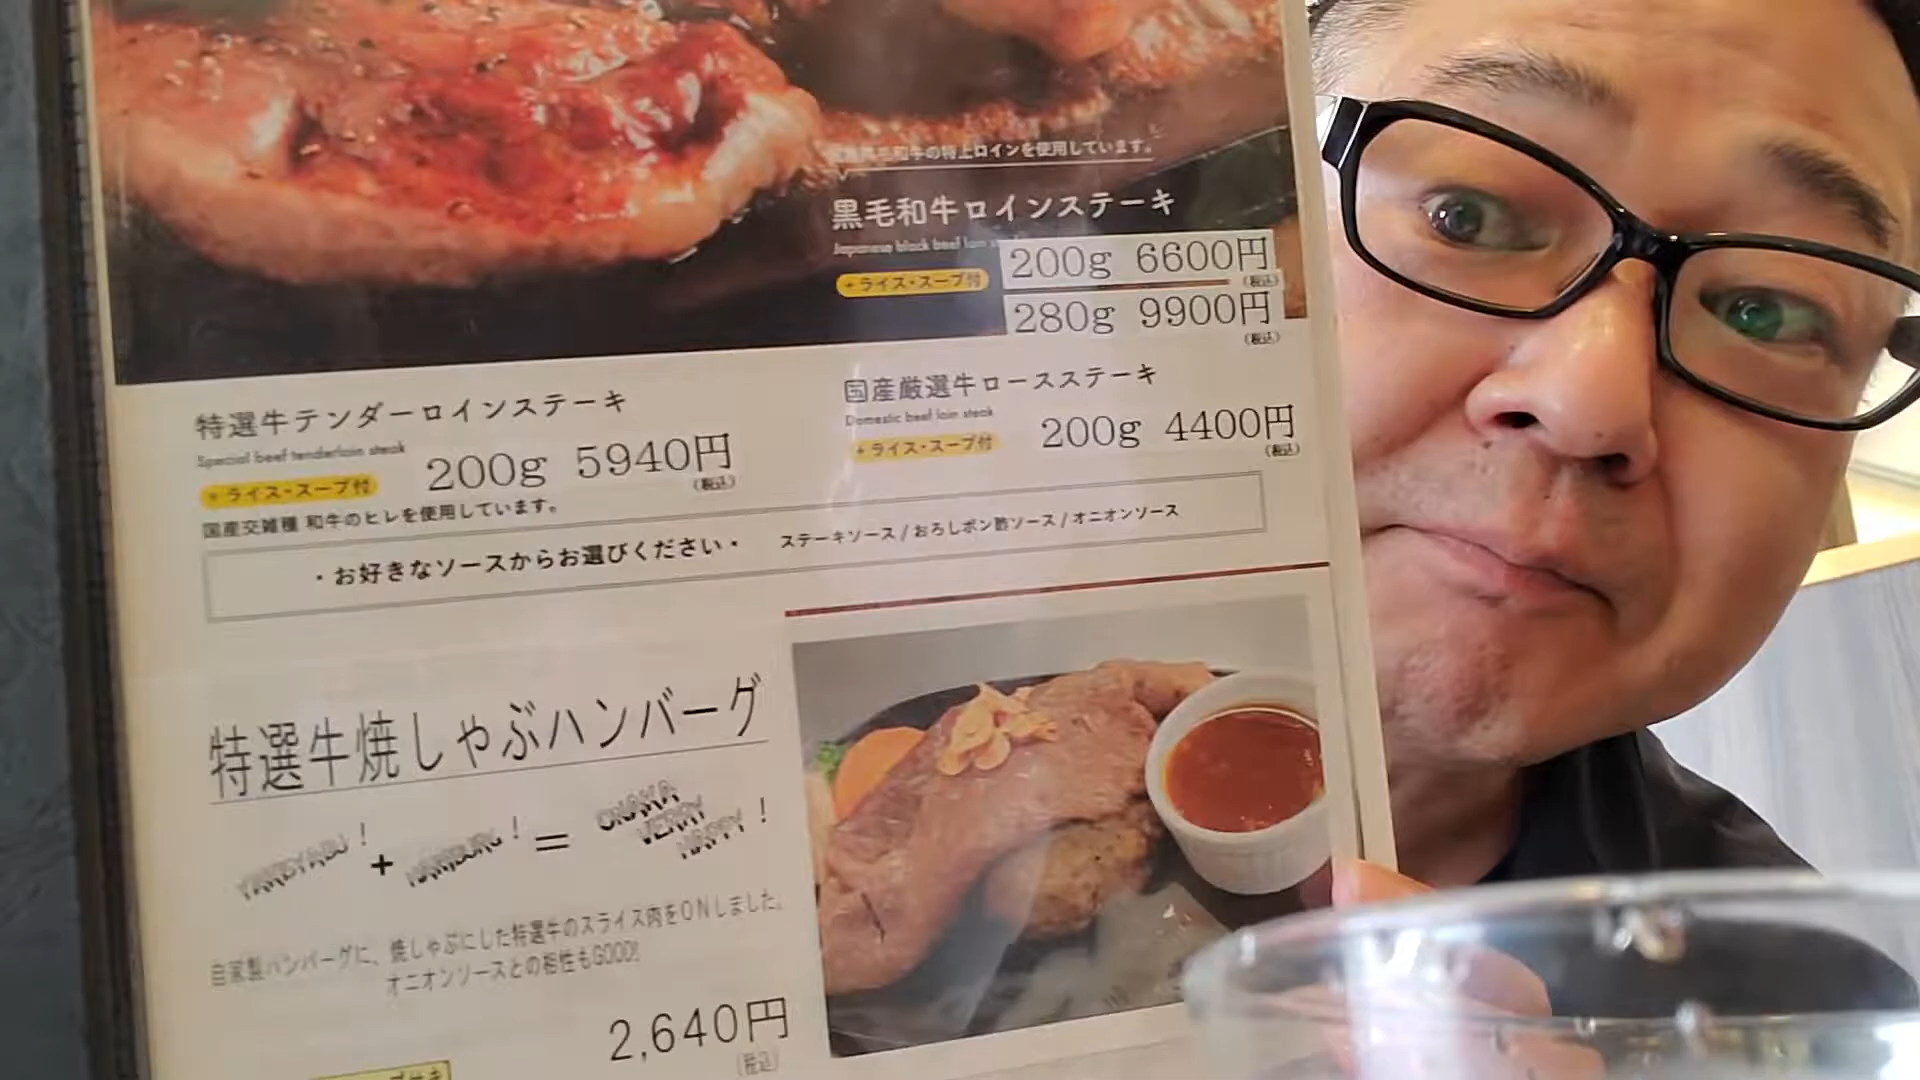 黒毛和牛の特上ロインを使用しています。
黒毛和牛ロインステーキ
Japanese black beef loin
+ライス・スープ付
200g 6600円
(税込)
280g 9900円
(税込)
特選牛テンダーロインステーキ
Special beef tenderloin steak
+ライス・スープ付
200g 5940円
(税込)
国産交雑種 和牛のヒレを使用しています。
国産厳選牛ロースステーキ
Domestic beef loin steak
+ライス・スープ付
200g 4400円
(税込)
・お好きなソースからお選びください・ ステーキソース / おろしポン酢ソース / オニオンソース
特選牛焼しゃぶハンバーグ
YAKISYABU! + HAMBURG! = ONAKA VERRY HAPPY!
自家製ハンバーグに、焼しゃぶにした特選牛のスライス肉をONしました。
オニオンソースとの相性もGOOD!
2,640円
(税込)